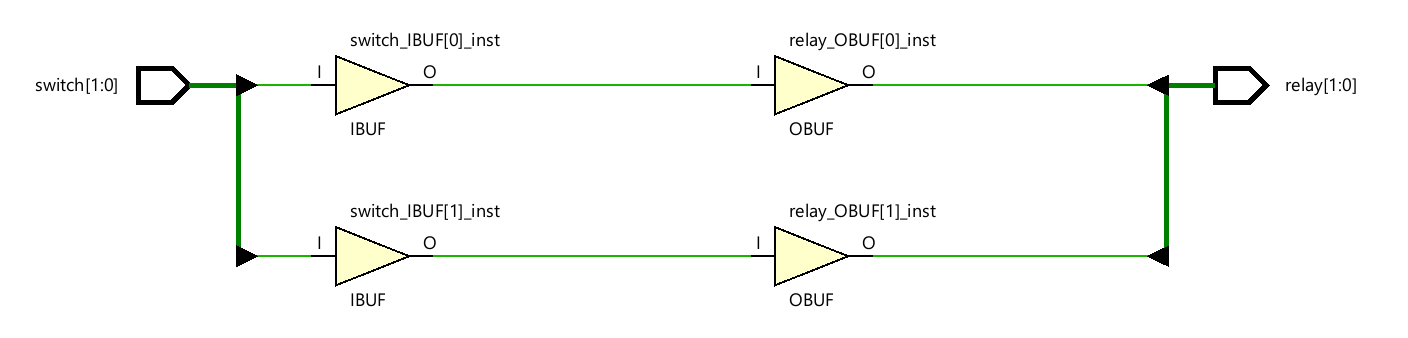 switch_IBUF[0]_inst
relay_OBUF[0]_inst
switch[1:0]
I
O
I
O
relay[1:0]
IBUF
OBUF
switch_IBUF[1]_inst
relay_OBUF[1]_inst
I
O
I
O
IBUF
OBUF